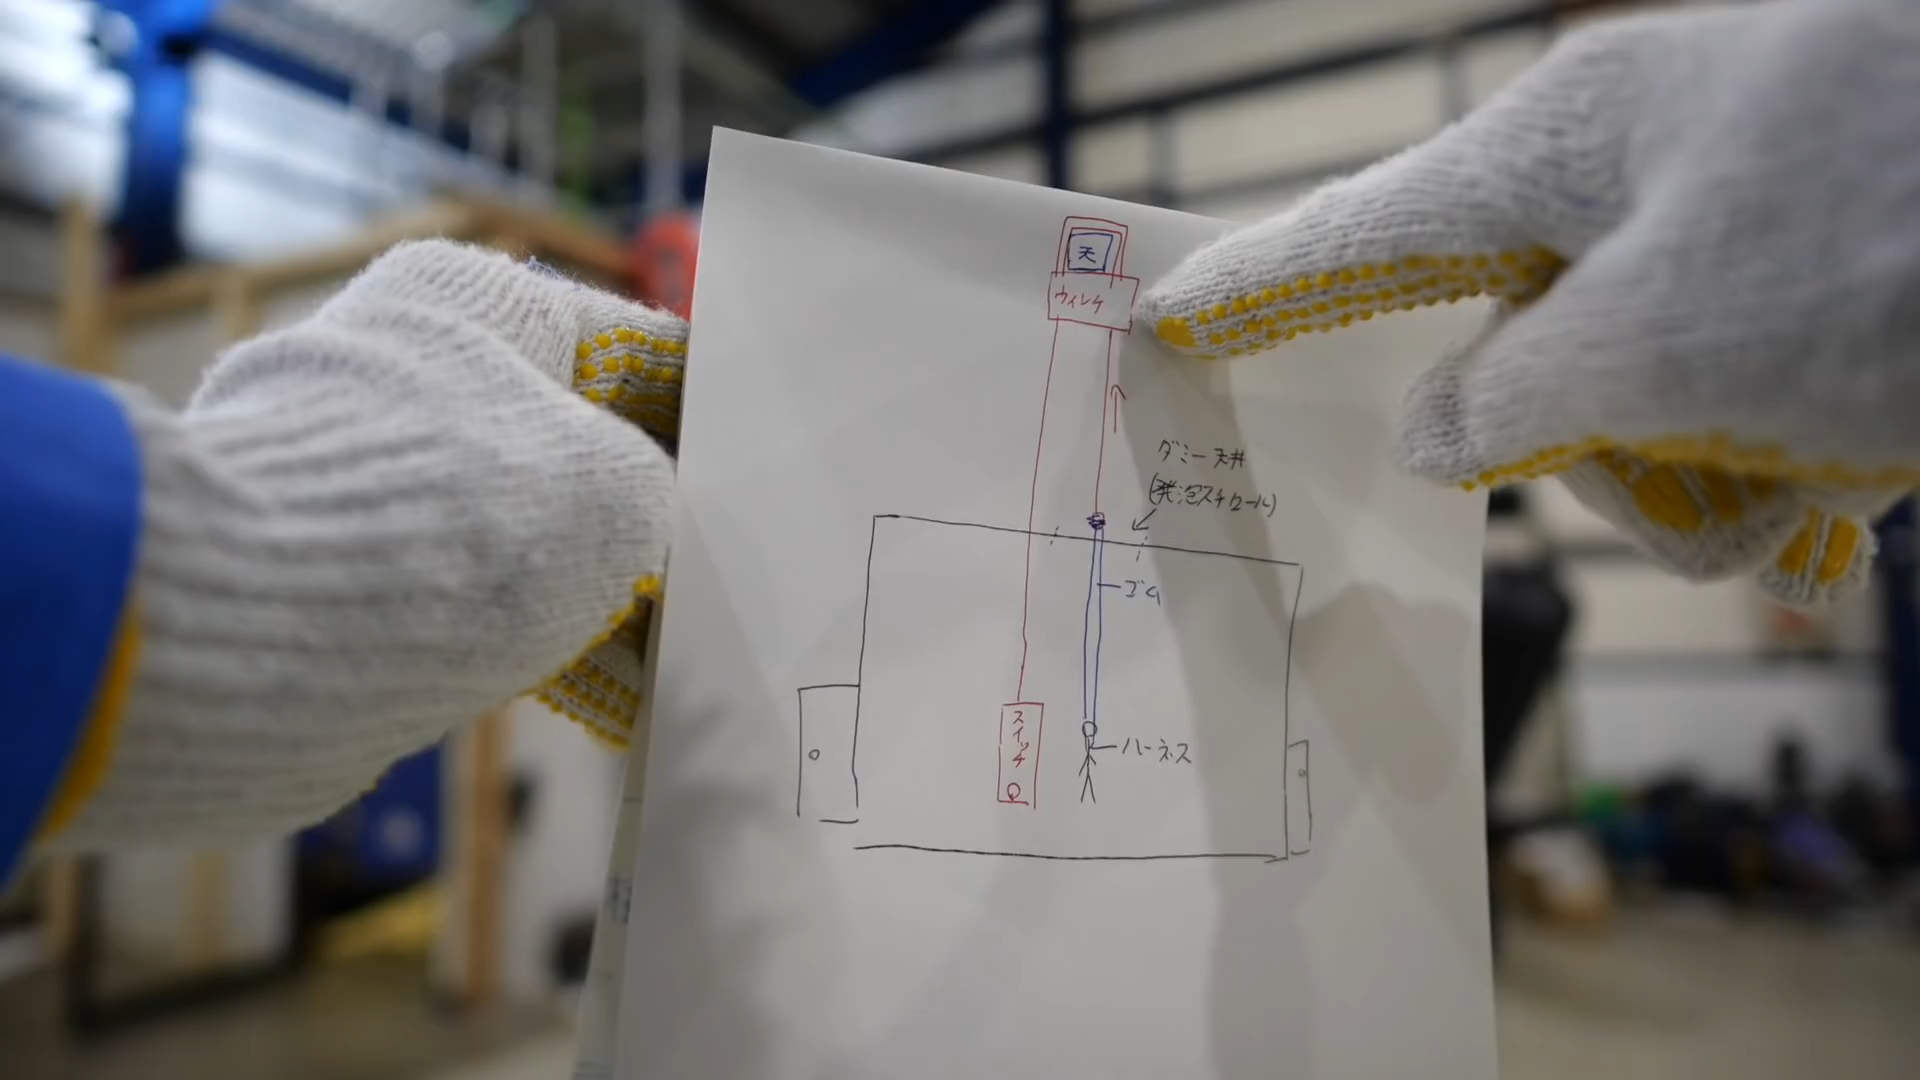 天
ウィンチ
ダミー天井
(発泡スチロール)
ゴム
スイッチ
ハーネス